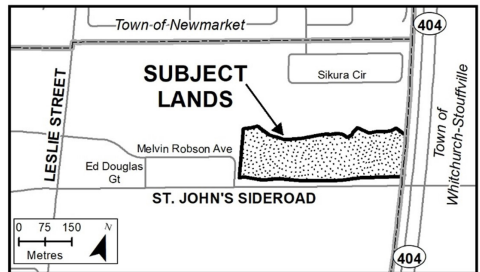 Town of Newmarket
404
SUBJECT
LANDS
Sikura Cir
LESLIE STREET
Town of
Whitchurch-Stouffville
Melvin Robson Ave
Ed Douglas
Gt
ST. JOHN'S SIDEROAD
0 75 150
Metres
N
404